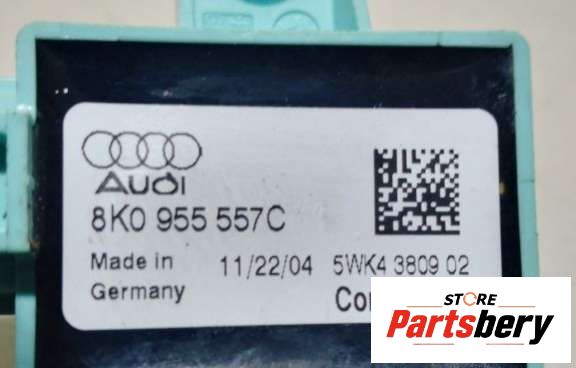 Audi
8K0 955 557C
Made in 11/22/04 5WK4 3809 02
Germany
STORE
Partsbery